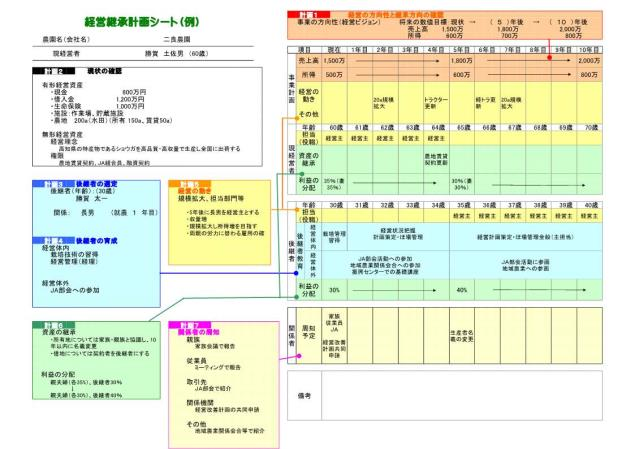 経営継承計画シート(例)
農園名(会社名) 二良農園
現経営者 勝賀 土佐男 (60歳)
計画1 経営の方向性と継承方向の確認
事業の方向性(経営ビジョン) 将来の数値目標 現状 → ( 5 )年後 → ( 10 )年後
売上高 1,500万 1,800万 2,000万
所得 600万 700万 800万
計画2 現状の確認
有形経営資産
・現金 800万円
・借入金 1,200万円
・生命保険 1,000万円
・施設:作業場、貯蔵施設
・農地 200a(水田)(所有 150a、賃貸50a)
無形経営資産
経営理念
高知県の特産物であるショウガを高品質・高収量で生産し全国に出荷する
権限
農地賃貸契約、JA組合員、融資契約
計画3 後継者の選定
後継者(年齢):(30歳)
勝賀 太一
関係: 長男 (就農 1 年目)
計画4 後継者の育成
経営体内
栽培技術の習得
経営管理(経理)
経営体外
JA部会への参加
計画5
経営の動き
規模拡大、担当部門等
・5年後に長男を経営主とする
・収量増
・規模拡大し所得増を目指す
・両親の労力に替わる雇用の確
計画6
資産の継承
・所有地については家族・親族と協議し、10年以内に名義変更
・借地については契約者を後継者にする
利益の分配
親夫婦(各35%)、後継者30%
↓
親夫婦(各30%)、後継者40%
計画7
関係者の周知
親族
家族会議で報告
従業員
ミーティングで報告
取引先
JA部会で紹介
関係機関
経営改善計画の共同申請
その他
地域農業関係会合等で紹介
項目 現在 1年目 2年目 3年目 4年目 5年目 6年目 7年目 8年目 9年目 10年目
事業計画
売上高 1,500万 → 1,800万 → 2,000万
所得 500万 → 600万 → 800万
経営の動き 20a規模拡大 トラクター更新 軽トラ更新 20a規模拡大
その他
現経営者
年齢 60歳 61歳 62歳 63歳 64歳 65歳 66歳 67歳 68歳 69歳 70歳
担当(役職) 経営主 経営主 経営主 経営主 経営主
資産の継承 農地賃貸契約更新
利益の分配 35%(妻35%) → 30%(妻30%) →
後継者
年齢 30歳 31歳 32歳 33歳 34歳 35歳 36歳 37歳 38歳 39歳 40歳
担当(役職) 経営主 経営主 経営主 経営主 経営主 経営主
後継者教育
経営体内 栽培管理習得 経営状況把握 計画策定・ほ場管理 経営計画策定・ほ場管理全般(主担当)
経営体外 JA部会活動への参加 地域農業関係会合への参加 振興センターでの基礎講座 JA部会活動に参画 地域農業への参画
利益の分配 30% → 40% →
関係者
周知予定 家族 従業員 JA 経営改善計画共同申請 生産者名義の変更
備考